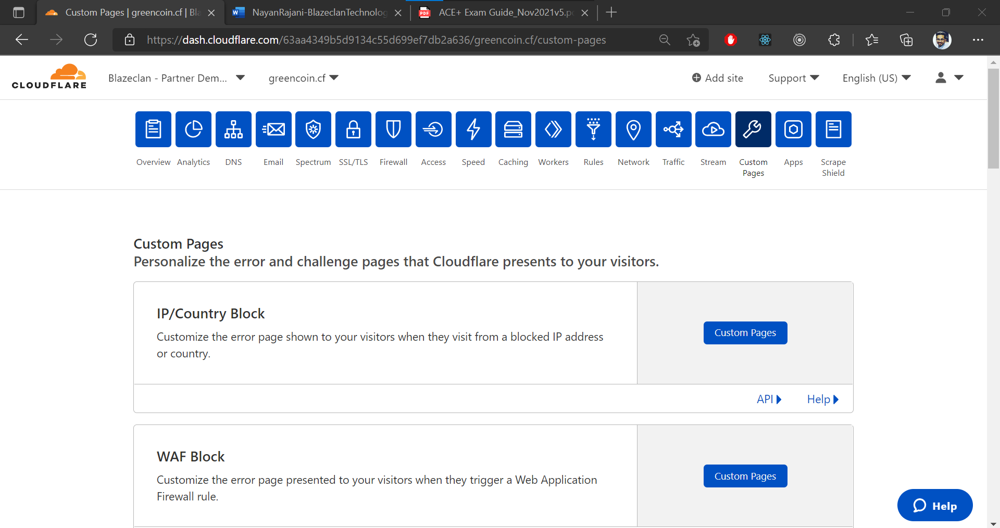 Custom Pages | greencoin.cf | Bla
NayanRajani-BlazeclanTechnolog
PDF
ACE+ Exam Guide_Nov2021v5.p
https://dash.cloudflare.com/63aa4349b5d9134c55d699ef7db2a636/greencoin.cf/custom-pages
CLOUDFLARE
Blazeclan - Partner Dem...
greencoin.cf
Add site
Support
English (US)
Overview
Analytics
DNS
Email
Spectrum
SSL/TLS
Firewall
Access
Speed
Caching
Workers
Rules
Network
Traffic
Stream
Custom
Pages
Apps
Scrape
Shield
Custom Pages
Personalize the error and challenge pages that Cloudflare presents to your visitors.
IP/Country Block
Customize the error page shown to your visitors when they visit from a blocked IP address
or country.
Custom Pages
API
Help
WAF Block
Customize the error page presented to your visitors when they trigger a Web Application
Firewall rule.
Custom Pages
Help